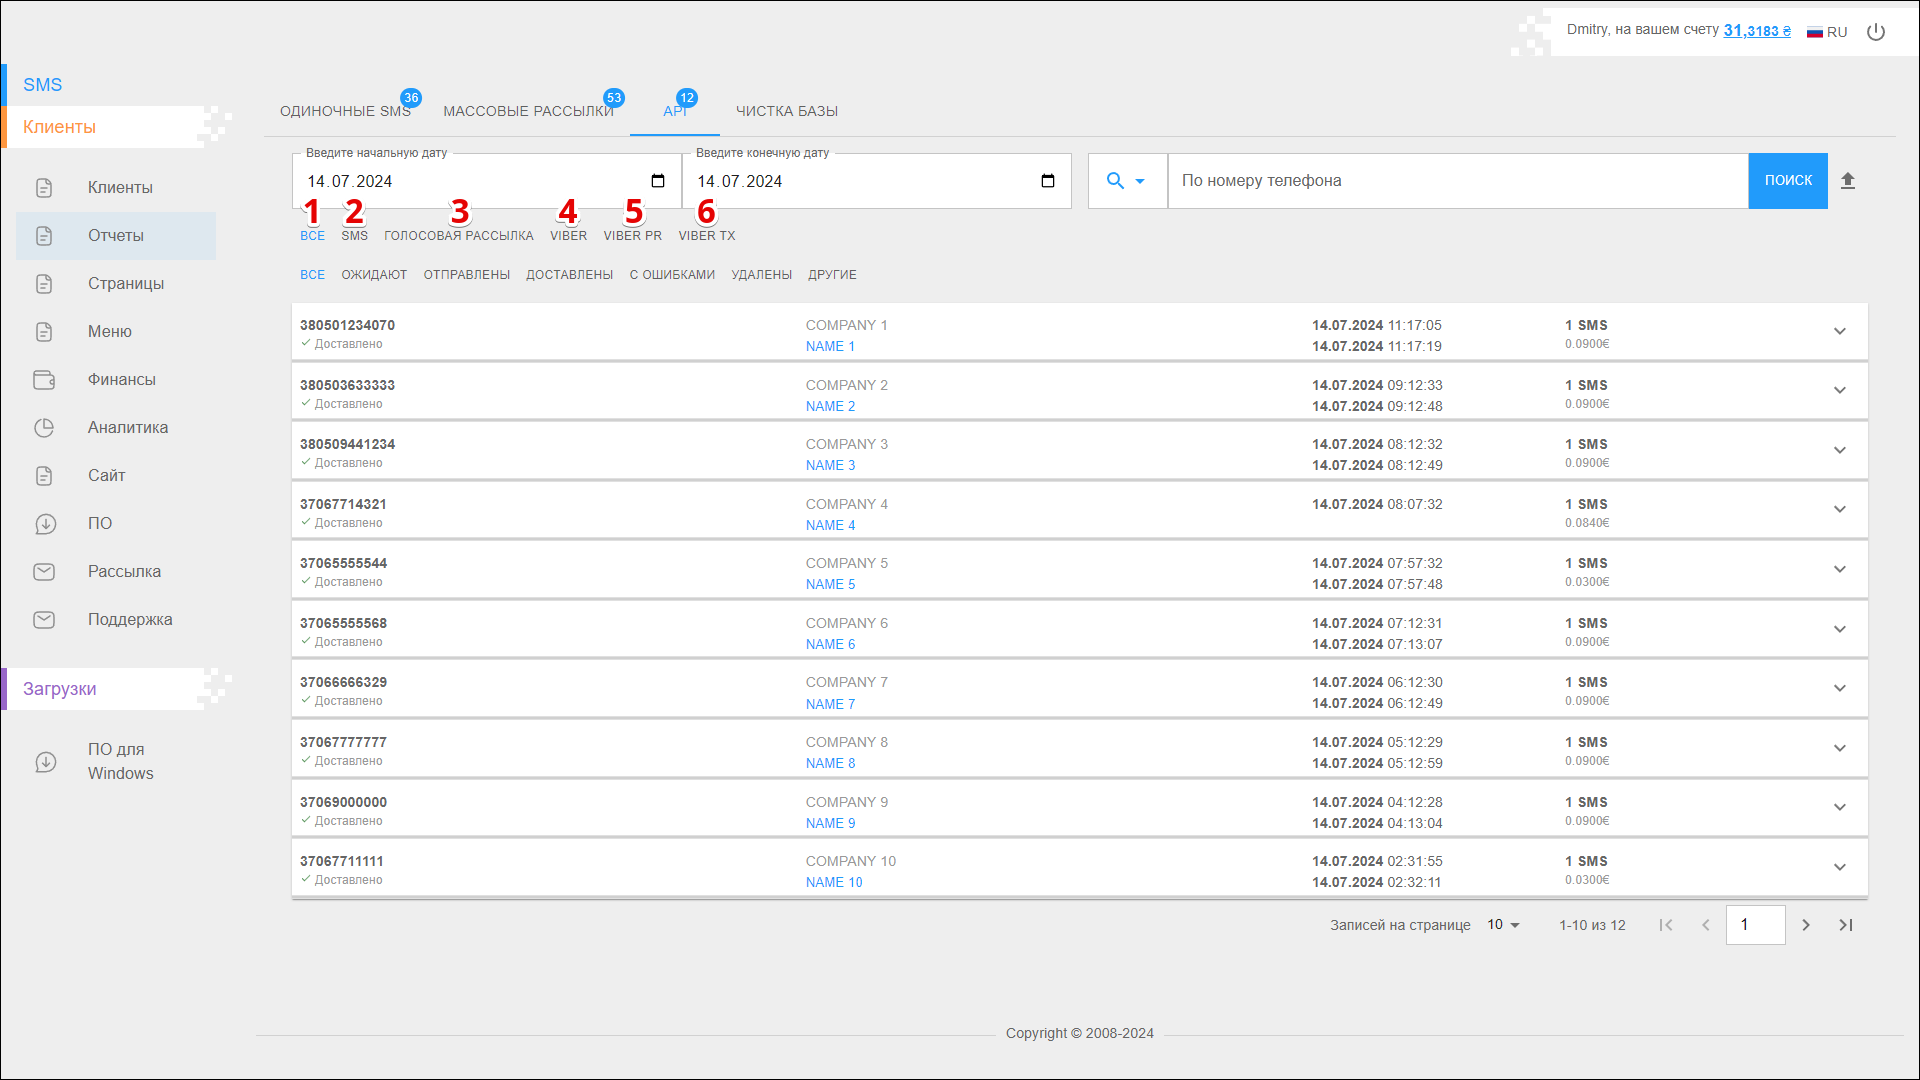 Dmitry, на вашем счету 31,3183 ₴ RU
SMS
Клиенты
Клиенты
Отчеты
Страницы
Меню
Финансы
Аналитика
Сайт
ПО
Рассылка
Поддержка
Загрузки
ПО для
Windows
ОДИНОЧНЫЕ SMS 36 МАССОВЫЕ РАССЫЛКИ 53 API 12 ЧИСТКА БАЗЫ
Введите начальную дату Введите конечную дату
14.07.2024 14.07.2024 По номеру телефона ПОИСК
1 2 3 4 5 6
ВСЕ SMS ГОЛОСОВАЯ РАССЫЛКА VIBER VIBER PR VIBER TX
ВСЕ ОЖИДАЮТ ОТПРАВЛЕНЫ ДОСТАВЛЕНЫ С ОШИБКАМИ УДАЛЕНЫ ДРУГИЕ
380501234070 COMPANY 1 14.07.2024 11:17:05 1 SMS
Доставлено NAME 1 14.07.2024 11:17:19 0.0900€
380503633333 COMPANY 2 14.07.2024 09:12:33 1 SMS
Доставлено NAME 2 14.07.2024 09:12:48 0.0900€
380509441234 COMPANY 3 14.07.2024 08:12:32 1 SMS
Доставлено NAME 3 14.07.2024 08:12:49 0.0900€
37067714321 COMPANY 4 14.07.2024 08:07:32 1 SMS
Доставлено NAME 4 0.0840€
37065555544 COMPANY 5 14.07.2024 07:57:32 1 SMS
Доставлено NAME 5 14.07.2024 07:57:48 0.0300€
37065555568 COMPANY 6 14.07.2024 07:12:31 1 SMS
Доставлено NAME 6 14.07.2024 07:13:07 0.0900€
37066666329 COMPANY 7 14.07.2024 06:12:30 1 SMS
Доставлено NAME 7 14.07.2024 06:12:49 0.0900€
37067777777 COMPANY 8 14.07.2024 05:12:29 1 SMS
Доставлено NAME 8 14.07.2024 05:12:59 0.0900€
37069000000 COMPANY 9 14.07.2024 04:12:28 1 SMS
Доставлено NAME 9 14.07.2024 04:13:04 0.0900€
37067711111 COMPANY 10 14.07.2024 02:31:55 1 SMS
Доставлено NAME 10 14.07.2024 02:32:11 0.0300€
Записей на странице 10 1-10 из 12 1
Copyright © 2008-2024